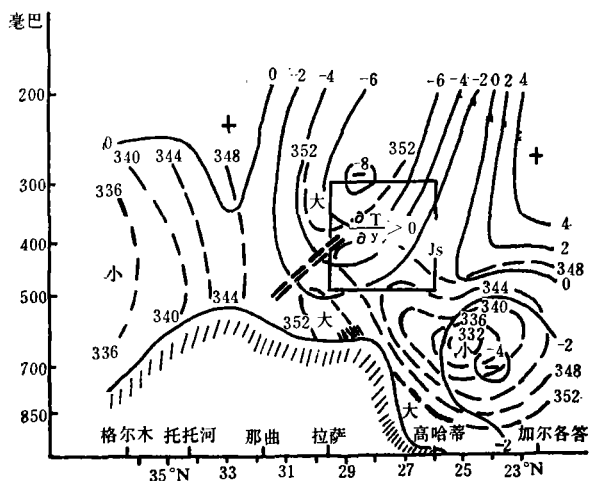 毫巴
0 -2 -4 -6 -6 -4 -2 0 2 4
200
+ +
0 340 344 348 352 -8 352
336 大
300
∂T/∂y > 0
4
400
小 Js 2
348
0
500
344 344
340 352 大 340
336
332
336 小 -4 -2
700
348
352
850
大
-2
格尔木 托托河 那曲 拉萨 高哈蒂 加尔各答
35°N 33 31 29 27 25 23°N